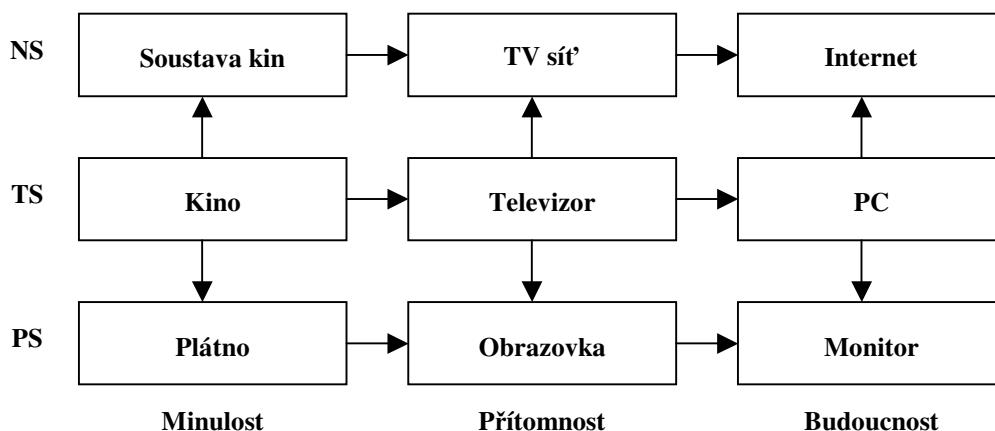 NS
Soustava kin
TV síť
Internet
TS
Kino
Televizor
PC
PS
Plátno
Obrazovka
Monitor
Minulost
Přítomnost
Budoucnost